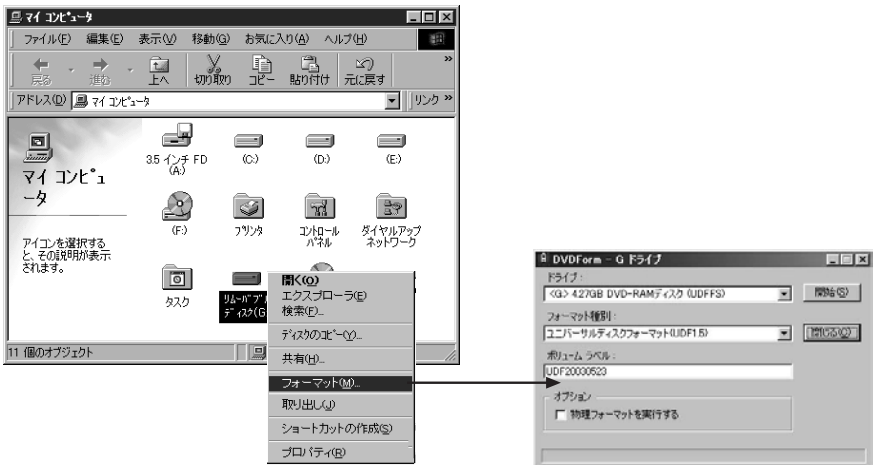 マイ コンピュータ
ファイル(F) 編集(E) 表示(V) 移動(G) お気に入り(A) ヘルプ(H)
戻る 進む 上へ 切り取り コピー 貼り付け 元に戻す »
アドレス(D) マイ コンピュータ リンク »
マイ コンピュ
ータ
アイコンを選択する
と、その説明が表示
されます。
3.5 インチ FD
(A:)
(C:)
(D:)
(E:)
(F:)
プリンタ
コントロール
パネル
ダイヤルアップ
ネットワーク
タスク
リムーバブル
ディスク(G
11 個のオブジェクト
開く(O)
エクスプローラ(E)
検索(F)...
ディスクのコピー(Y)...
共有(H)...
フォーマット(M)...
取り出し(J)
ショートカットの作成(S)
プロパティ(R)
DVDForm - G ドライブ
ドライブ:
<G> 4.27GB DVD-RAMディスク (UDFFS)
開始(S)
フォーマット種別:
ユニバーサルディスクフォーマット(UDF1.5)
閉じる(C)
ボリューム ラベル:
UDF20030523
オプション
物理フォーマットを実行する